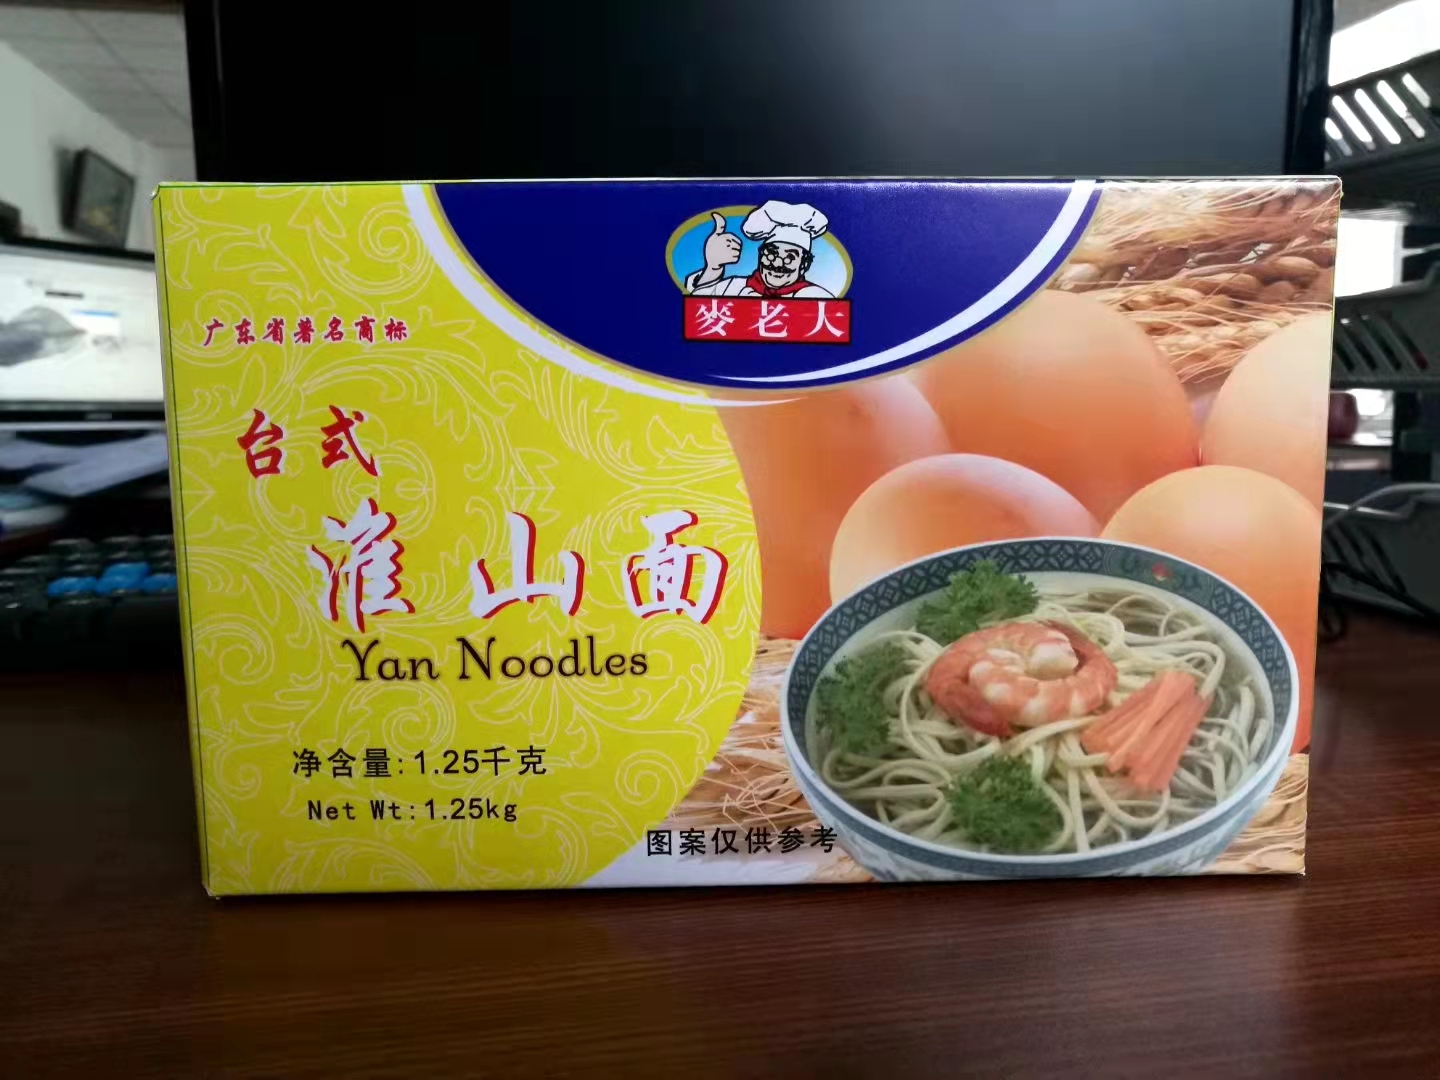 麥老大
广东省著名商标
台式
淮山面
Yan Noodles
净含量:1.25千克
Net Wt:1.25kg
图案仅供参考